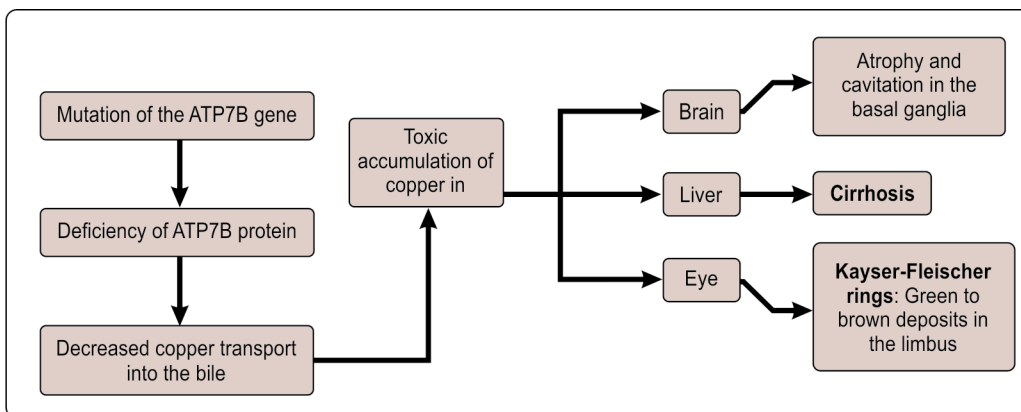 Mutation of the ATP7B gene
Deficiency of ATP7B protein
Decreased copper transport
into the bile
Toxic
accumulation of
copper in
Brain
Atrophy and
cavitation in the
basal ganglia
Liver
Cirrhosis
Eye
Kayser-Fleischer
rings: Green to
brown deposits in
the limbus